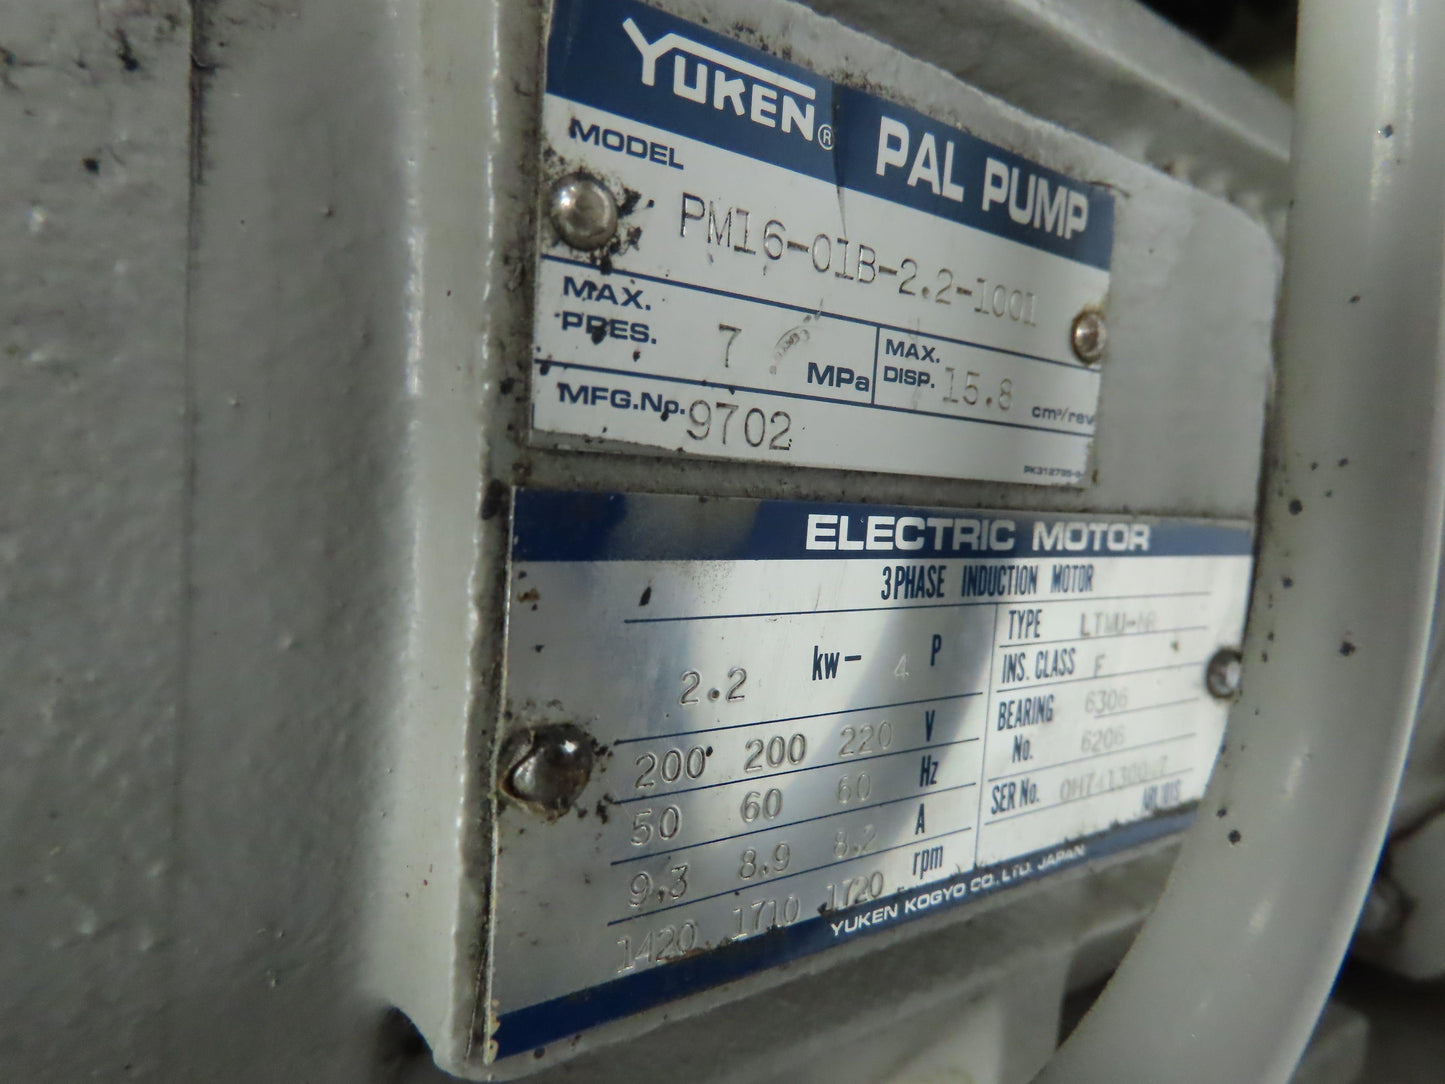 YUKEN® PAL PUMP
MODEL
PM16-01B-2.2-1001
MAX.
PRES. 7 MPa
MAX.
DISP. 15.8 cm³/rev
MFG.No. 9702
ELECTRIC MOTOR
3PHASE INDUCTION MOTOR
2.2 kw- 4 P
200 200 220 V
50 60 60 Hz
9.3 8.9 8.2 A
1420 1710 1720 rpm
TYPE
INS. CLASS F
BEARING 6306
No. 6206
SER No.
YUKEN KOGYO CO., LTD. JAPAN